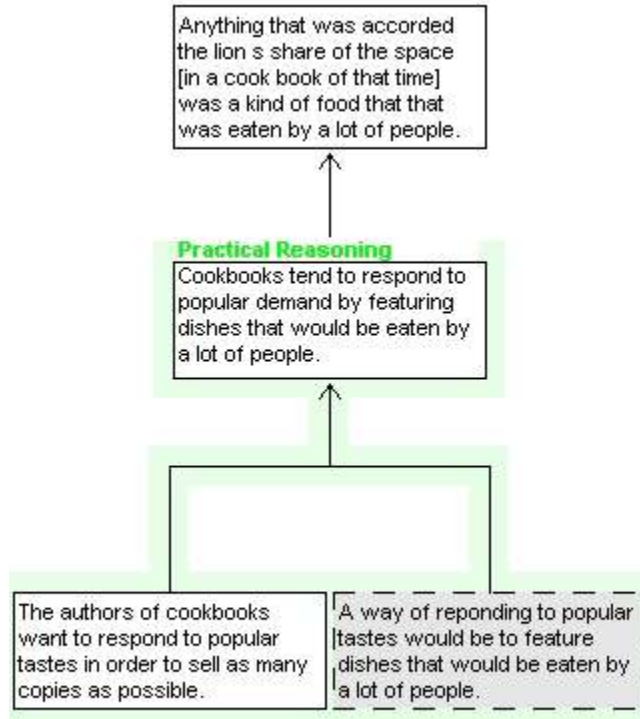 Anything that was accorded
the lion s share of the space
[in a cook book of that time]
was a kind of food that that
was eaten by a lot of people.
Practical Reasoning
Cookbooks tend to respond to
popular demand by featuring
dishes that would be eaten by
a lot of people.
The authors of cookbooks
want to respond to popular
tastes in order to sell as many
copies as possible.
A way of reponding to popular
tastes would be to feature
dishes that would be eaten by
a lot of people.